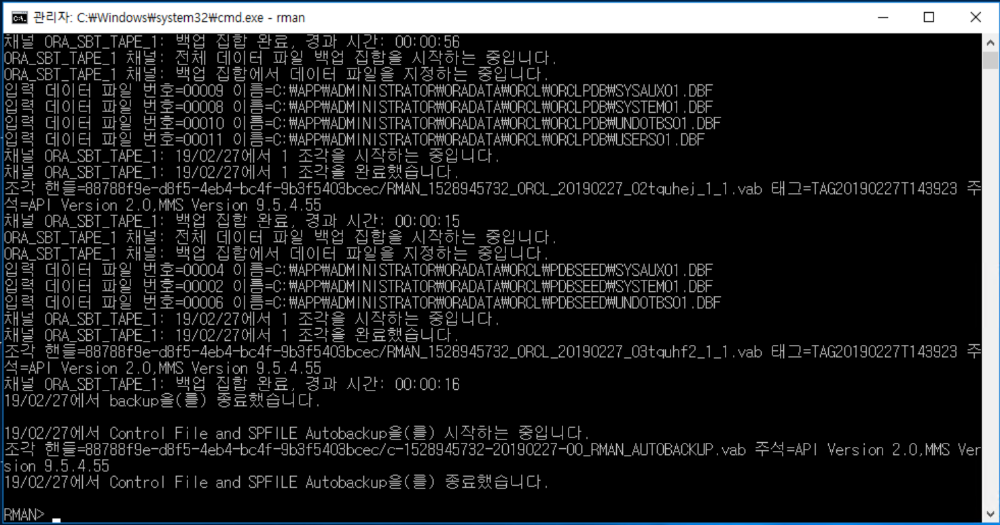 관리자: C:₩Windows₩system32₩cmd.exe - rman
채널 ORA_SBT_TAPE_1: 백업 집합 완료, 경과 시간: 00:00:56
ORA_SBT_TAPE_1 채널: 전체 데이터 파일 백업 집합을 시작하는 중입니다.
ORA_SBT_TAPE_1 채널: 백업 집합에서 데이터 파일을 지정하는 중입니다.
입력 데이터 파일 번호=00009 이름=C:₩APP₩ADMINISTRATOR₩ORADATA₩ORCL₩ORCLPDB₩SYSAUX01.DBF
입력 데이터 파일 번호=00008 이름=C:₩APP₩ADMINISTRATOR₩ORADATA₩ORCL₩ORCLPDB₩SYSTEM01.DBF
입력 데이터 파일 번호=00010 이름=C:₩APP₩ADMINISTRATOR₩ORADATA₩ORCL₩ORCLPDB₩UNDOTBS01.DBF
입력 데이터 파일 번호=00011 이름=C:₩APP₩ADMINISTRATOR₩ORADATA₩ORCL₩ORCLPDB₩USERS01.DBF
채널 ORA_SBT_TAPE_1: 19/02/27에서 1 조각을 시작하는 중입니다.
채널 ORA_SBT_TAPE_1: 19/02/27에서 1 조각을 완료했습니다.
조각 핸들=88788f9e-d8f5-4eb4-bc4f-9b3f5403bcec/RMAN_1528945732_ORCL_20190227_02tquhej_1_1.vab 태그=TAG20190227T143923 주
석=API Version 2.0,MMS Version 9.5.4.55
채널 ORA_SBT_TAPE_1: 백업 집합 완료, 경과 시간: 00:00:15
ORA_SBT_TAPE_1 채널: 전체 데이터 파일 백업 집합을 시작하는 중입니다.
ORA_SBT_TAPE_1 채널: 백업 집합에서 데이터 파일을 지정하는 중입니다.
입력 데이터 파일 번호=00004 이름=C:₩APP₩ADMINISTRATOR₩ORADATA₩ORCL₩PDBSEED₩SYSAUX01.DBF
입력 데이터 파일 번호=00002 이름=C:₩APP₩ADMINISTRATOR₩ORADATA₩ORCL₩PDBSEED₩SYSTEM01.DBF
입력 데이터 파일 번호=00006 이름=C:₩APP₩ADMINISTRATOR₩ORADATA₩ORCL₩PDBSEED₩UNDOTBS01.DBF
채널 ORA_SBT_TAPE_1: 19/02/27에서 1 조각을 시작하는 중입니다.
채널 ORA_SBT_TAPE_1: 19/02/27에서 1 조각을 완료했습니다.
조각 핸들=88788f9e-d8f5-4eb4-bc4f-9b3f5403bcec/RMAN_1528945732_ORCL_20190227_03tquhf2_1_1.vab 태그=TAG20190227T143923 주
석=API Version 2.0,MMS Version 9.5.4.55
채널 ORA_SBT_TAPE_1: 백업 집합 완료, 경과 시간: 00:00:16
19/02/27에서 backup을(를) 종료했습니다.
19/02/27에서 Control File and SPFILE Autobackup을(를) 시작하는 중입니다.
조각 핸들=88788f9e-d8f5-4eb4-bc4f-9b3f5403bcec/c-1528945732-20190227-00_RMAN_AUTOBACKUP.vab 주석=API Version 2.0,MMS Ver
sion 9.5.4.55
19/02/27에서 Control File and SPFILE Autobackup을(를) 종료했습니다.
RMAN> _